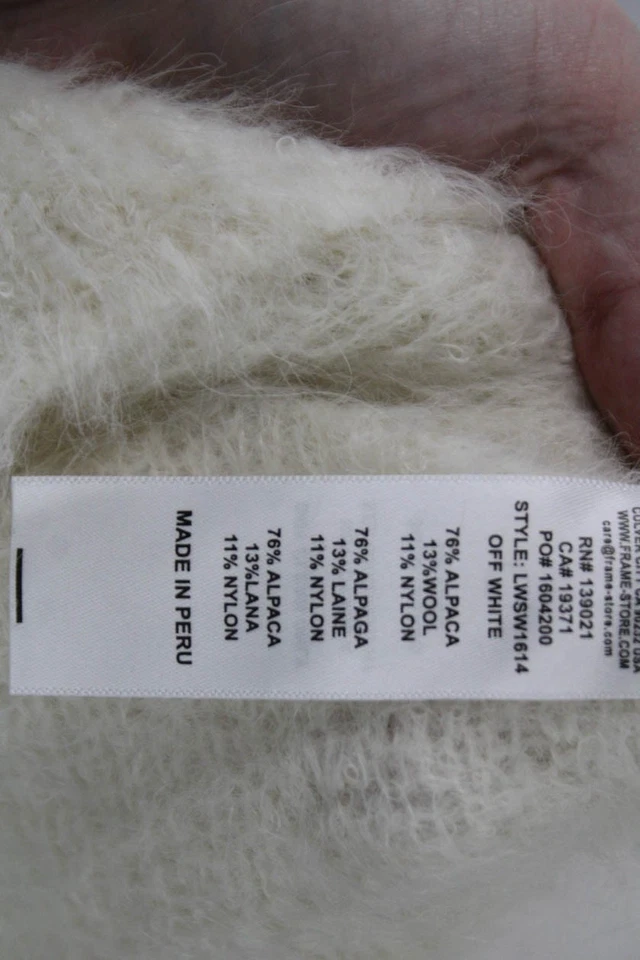 WWW.FRAME-STORE.COM
care@frame-store.com
RN# 139021
CA# 19371
PO# 1604200
STYLE: LWSW1614
OFF WHITE
76% ALPACA
13%WOOL
11% NYLON
76% ALPAGA
13% LAINE
11% NYLON
76% ALPACA
13%LANA
11% NYLON
MADE IN PERU